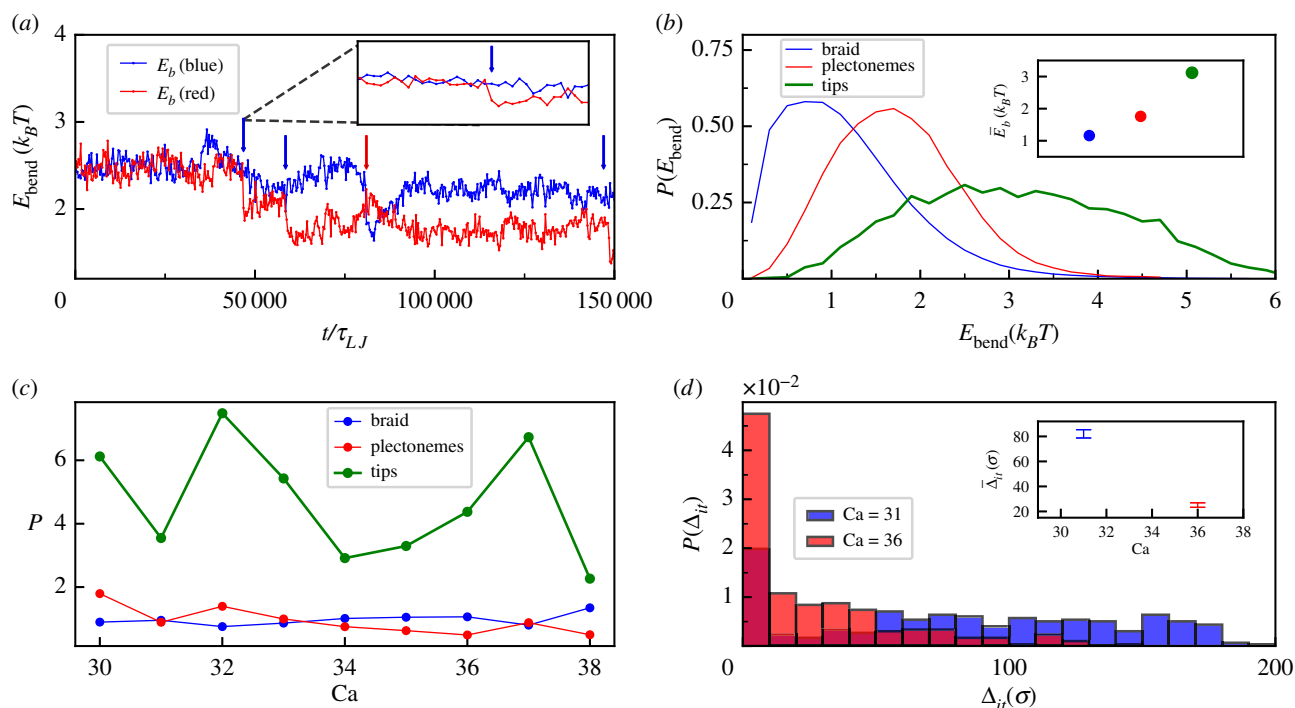 (a)
4
3
2
1
E_bend (k_BT)
E_b (blue)
E_b (red)
0
50 000
100 000
150 000
t/τ_LJ
(b)
0.75
0.50
0.25
0
P(E_bend)
braid
plectonemes
tips
3
2
1
Ē_b (k_BT)
1
2
3
4
5
6
E_bend(k_BT)
(c)
6
4
2
P
braid
plectonemes
tips
30
32
34
36
38
Ca
(d)
×10⁻²
4
3
2
1
0
P(Δ_it)
Ca = 31
Ca = 36
80
60
40
20
Δ̄_it(σ)
30
32
34
36
38
Ca
100
200
Δ_it(σ)